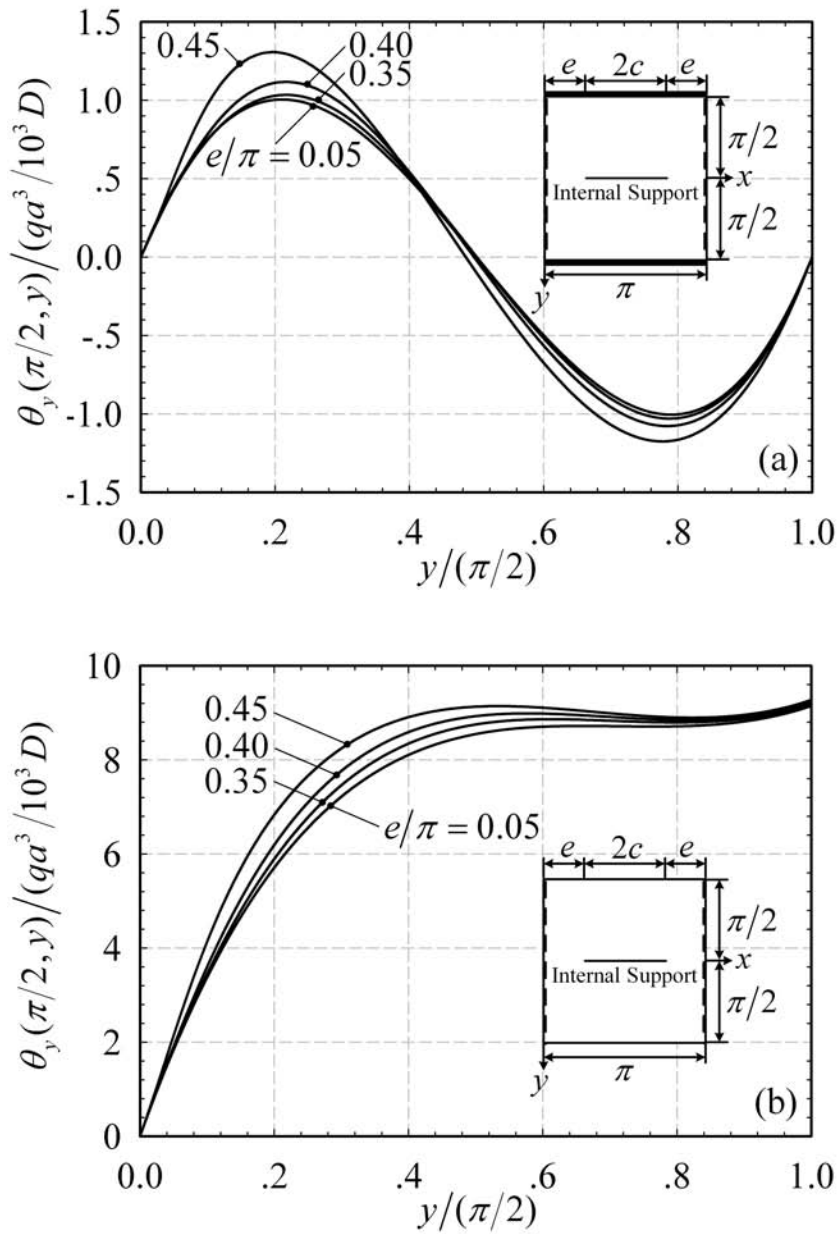 1.5
0.45
0.40
0.35
1.0
e/π = 0.05
.5
0.0
-.5
-1.0
-1.5
θy(π/2, y)/(qa³/10³ D)
e 2c e
π/2
x
Internal Support
π/2
y
π
(a)
0.0 .2 .4 .6 .8 1.0
y/(π/2)
10
8
6
4
2
0
θy(π/2, y)/(qa³/10³ D)
0.45
0.40
0.35
e/π = 0.05
e 2c e
π/2
x
Internal Support
π/2
y
π
(b)
0.0 .2 .4 .6 .8 1.0
y/(π/2)